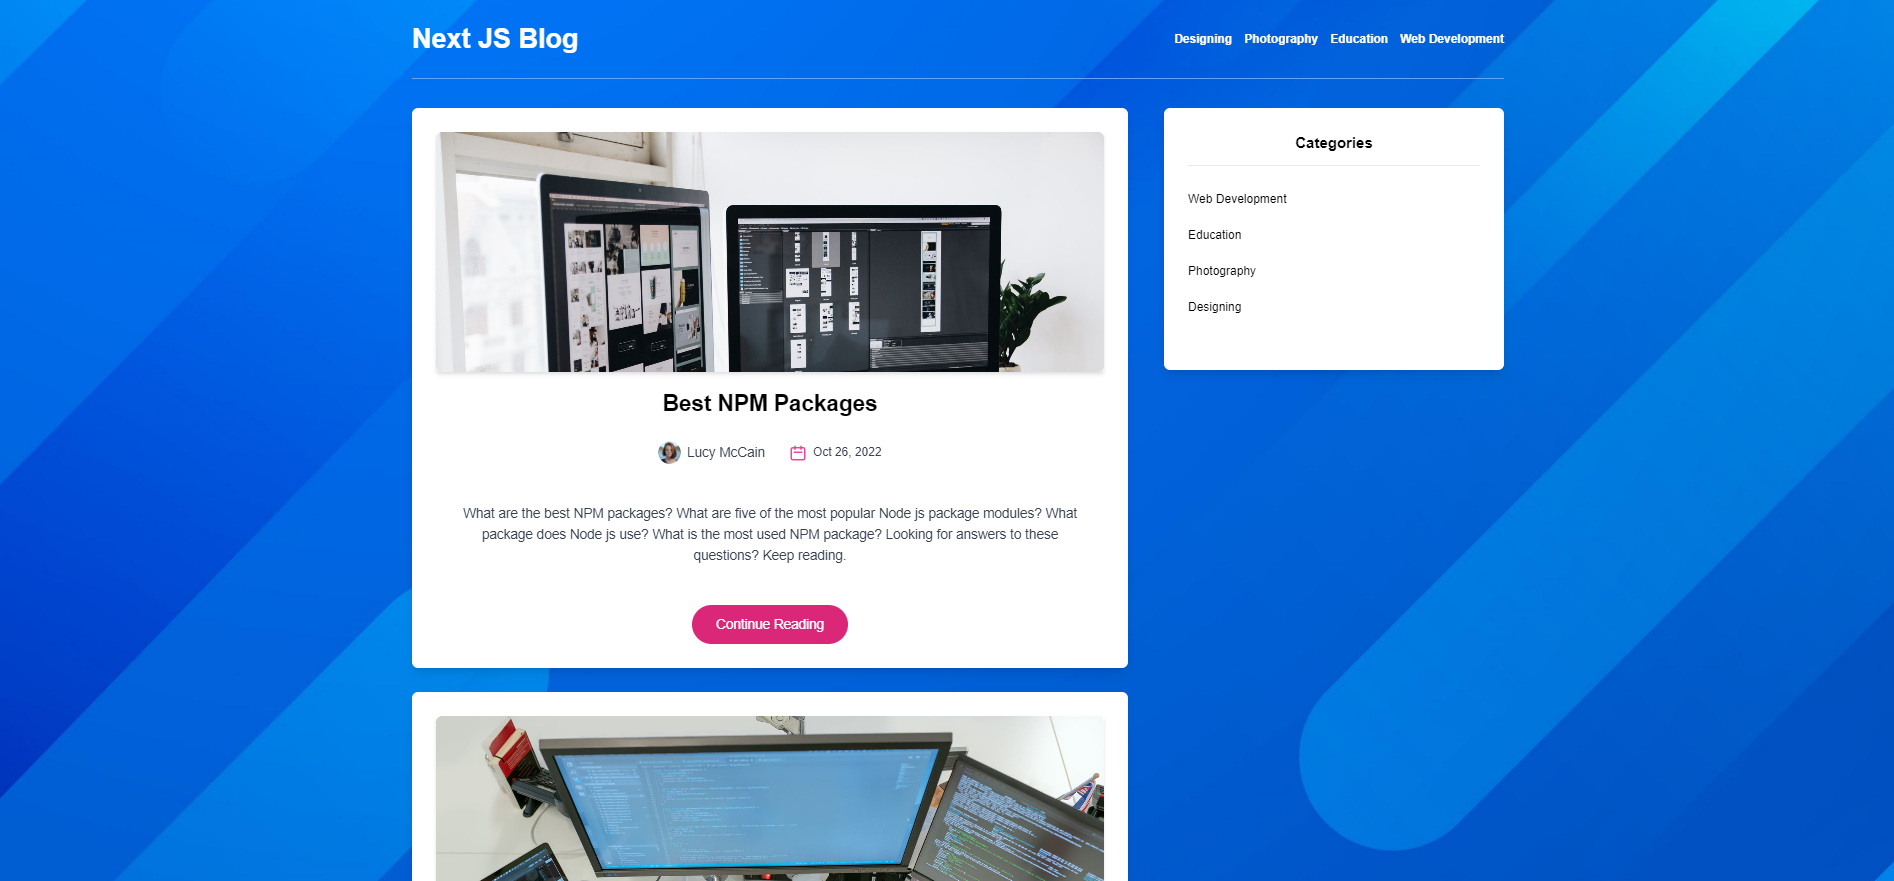 Next JS Blog
Designing Photography Education Web Development
Categories
Web Development
Education
Photography
Designing
Best NPM Packages
Lucy McCain Oct 26, 2022
What are the best NPM packages? What are five of the most popular Node js package modules? What
package does Node js use? What is the most used NPM package? Looking for answers to these
questions? Keep reading.
Continue Reading